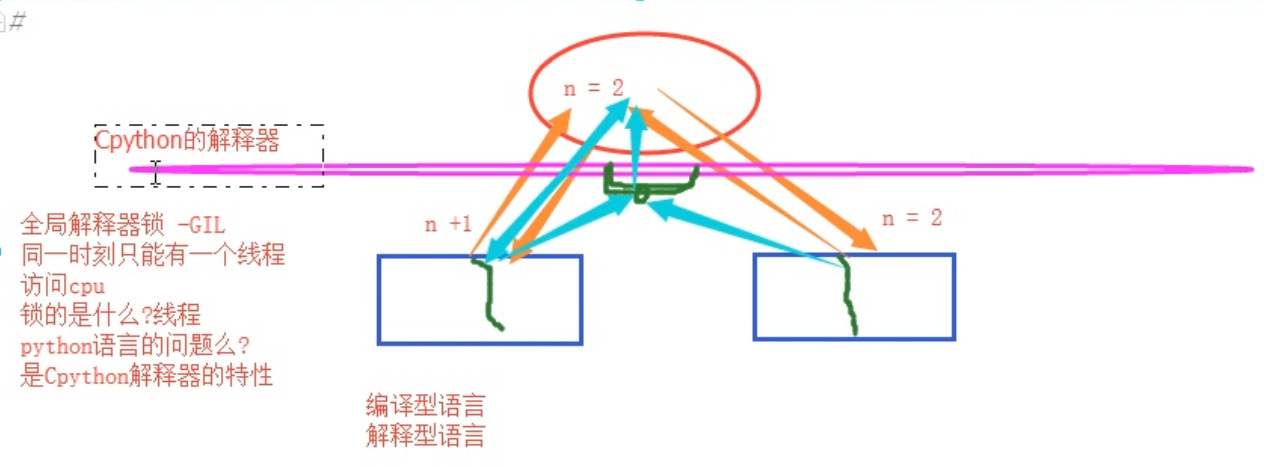 #
n = 2
Cpython的解释器
n +1
n = 2
全局解释器锁 -GIL
同一时刻只能有一个线程
访问cpu
锁的是什么?线程
python语言的问题么?
是Cpython解释器的特性
编译型语言
解释型语言